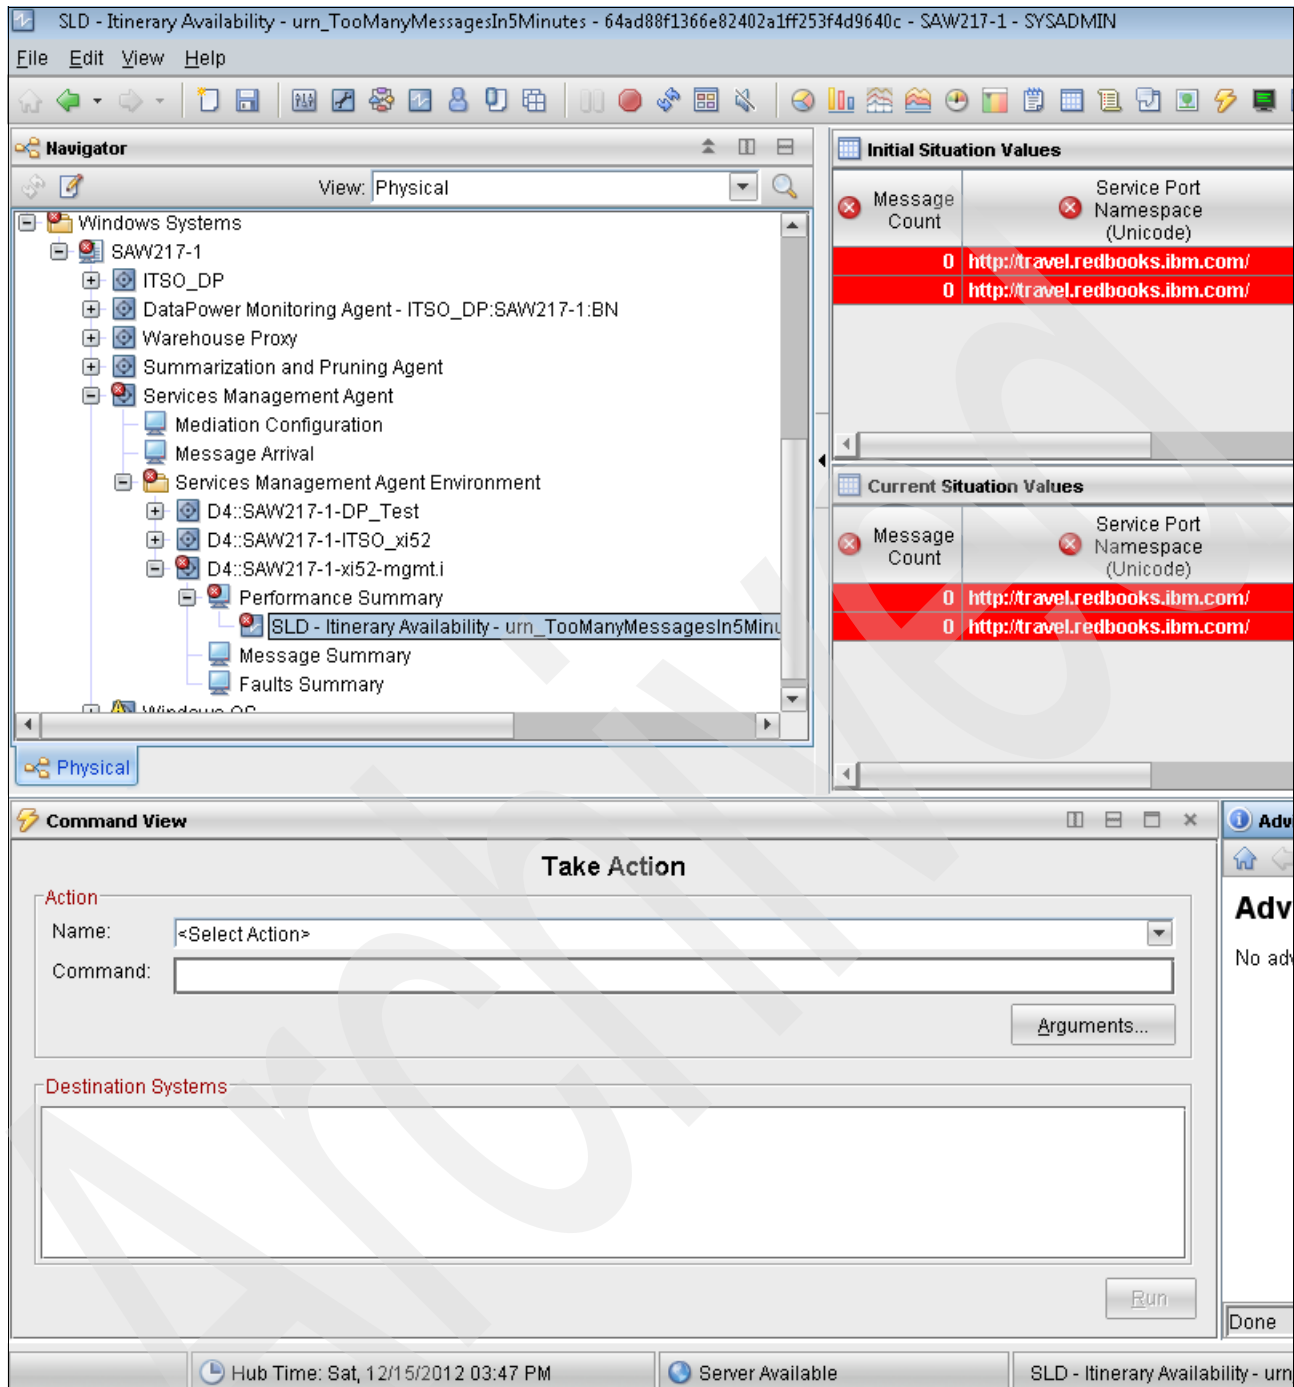 SLD - Itinerary Availability - urn_TooManyMessagesIn5Minutes - 64ad88f1366e82402a1ff253f4d9640c - SAW217-1 - SYSADMIN
File Edit View Help
Navigator
View: Physical
Windows Systems
SAW217-1
ITSO_DP
DataPower Monitoring Agent - ITSO_DP:SAW217-1:BN
Warehouse Proxy
Summarization and Pruning Agent
Services Management Agent
Mediation Configuration
Message Arrival
Services Management Agent Environment
D4::SAW217-1-DP_Test
D4::SAW217-1-ITSO_xi52
D4::SAW217-1-xi52-mgmt.i
Performance Summary
SLD - Itinerary Availability - urn_TooManyMessagesIn5Minu
Message Summary
Faults Summary
Windows OS
Physical
Initial Situation Values
Message Count
Service Port Namespace (Unicode)
0 http://travel.redbooks.ibm.com/
0 http://travel.redbooks.ibm.com/
Current Situation Values
Message Count
Service Port Namespace (Unicode)
0 http://travel.redbooks.ibm.com/
0 http://travel.redbooks.ibm.com/
Command View
Take Action
Action
Name: <Select Action>
Command:
Arguments...
Destination Systems
Run
Adv
Adv
No adv
Done
Hub Time: Sat, 12/15/2012 03:47 PM
Server Available
SLD - Itinerary Availability - urn
Archived